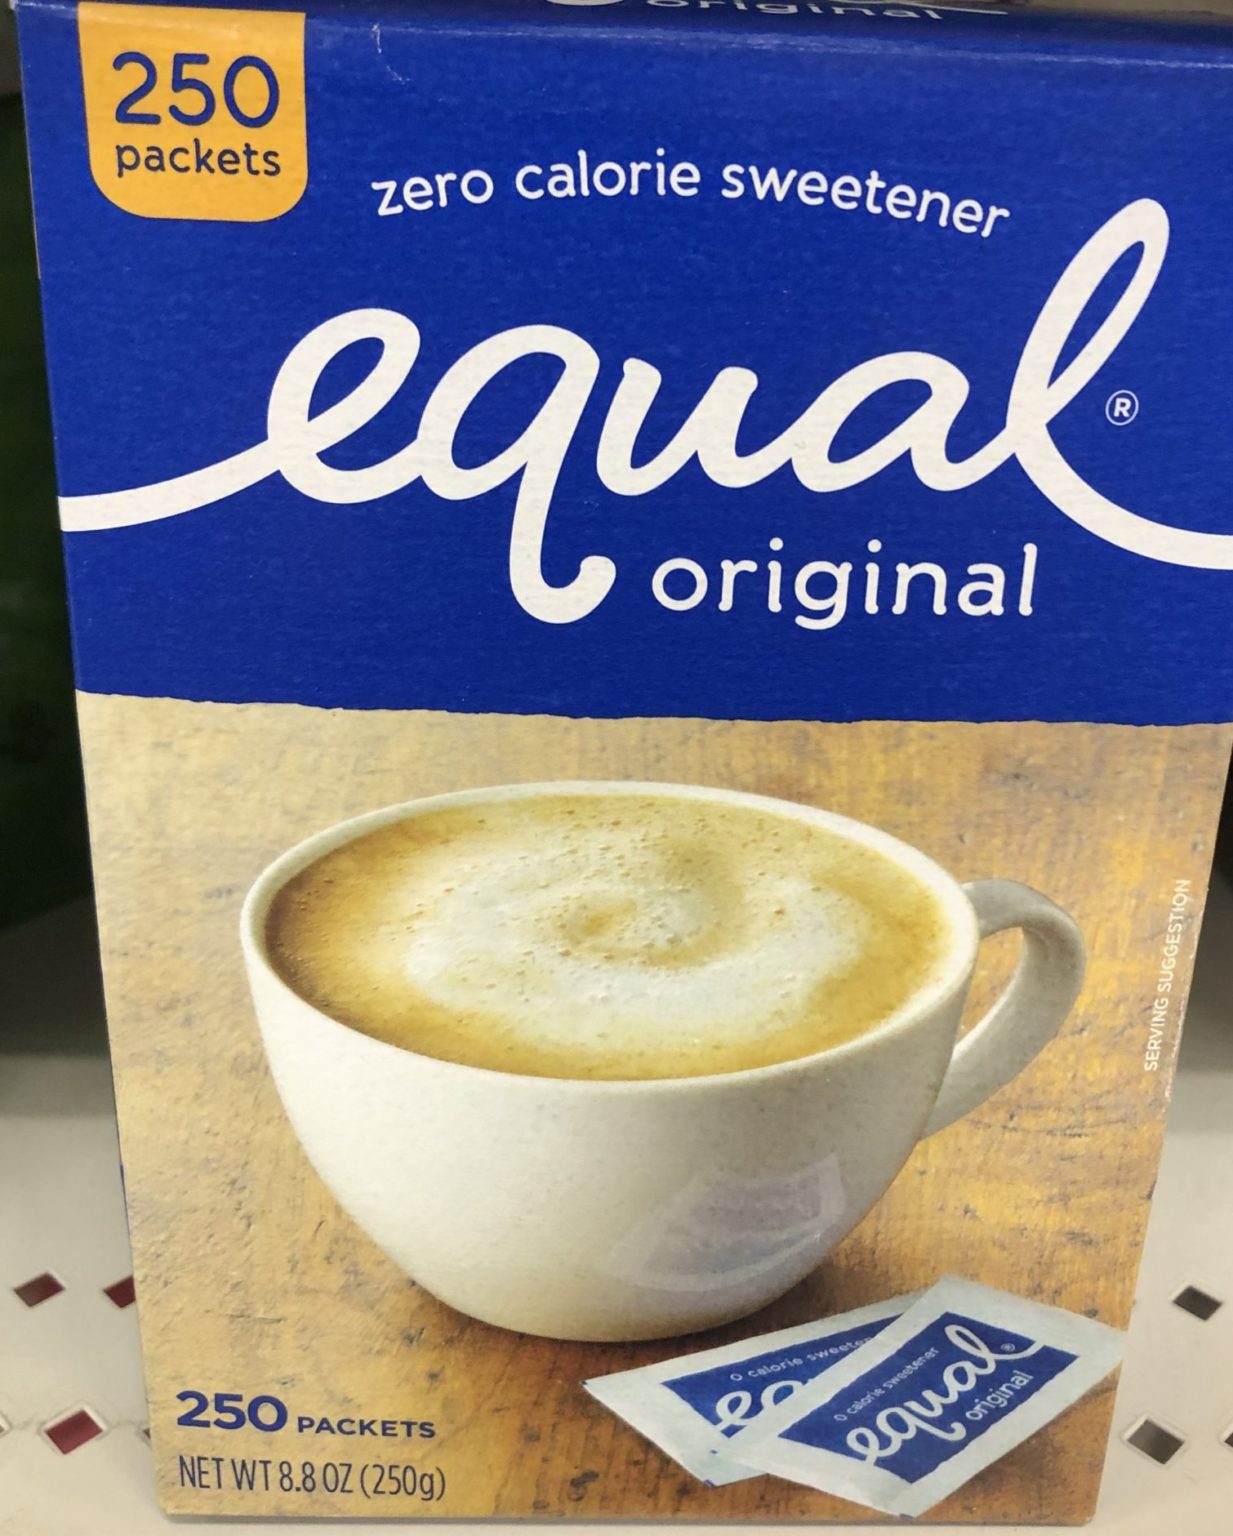 original
250
packets
zero calorie sweetener
equal®
original
SERVING SUGGESTION
0 calorie sweetener
equal®
original
250 PACKETS
NET WT 8.8 OZ (250g)